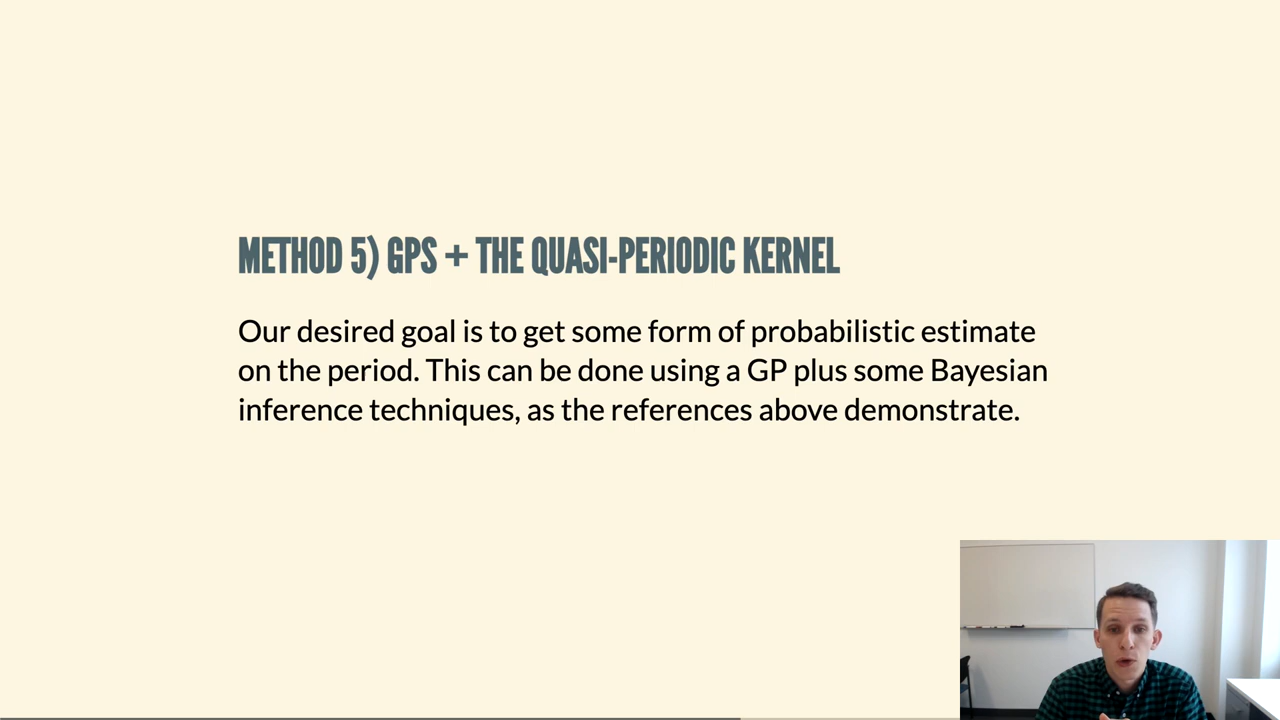 METHOD 5) GPS + THE QUASI-PERIODIC KERNEL
Our desired goal is to get some form of probabilistic estimate
on the period. This can be done using a GP plus some Bayesian
inference techniques, as the references above demonstrate.